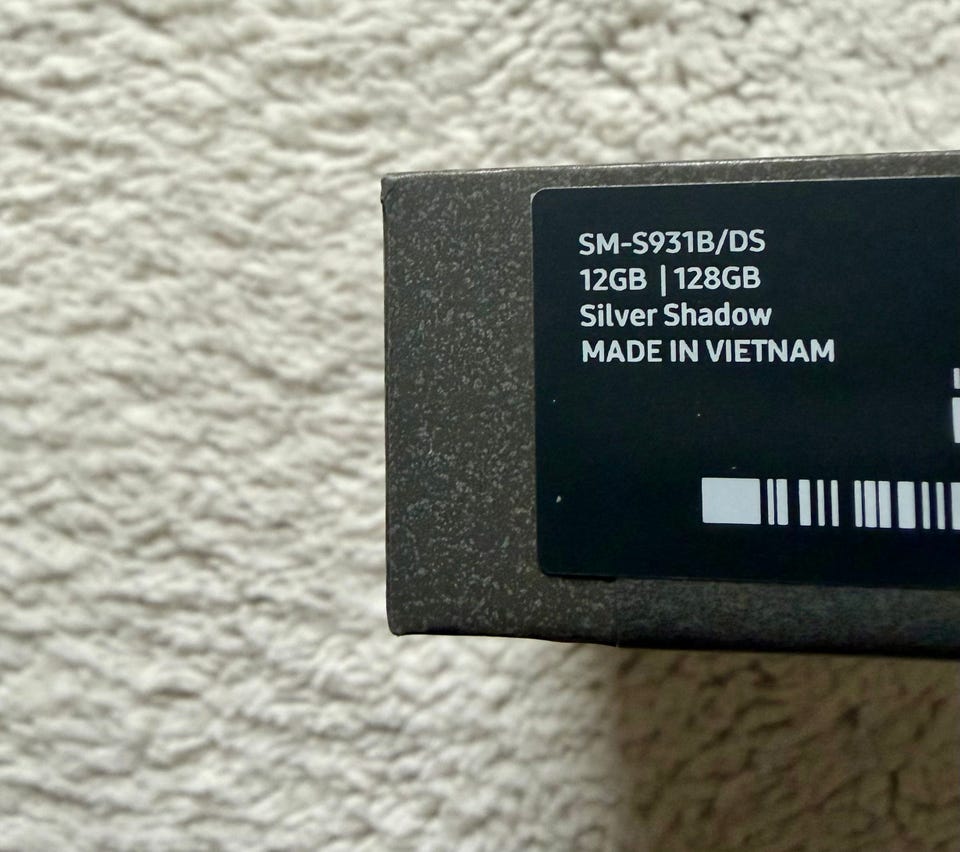 SM-S931B/DS
12GB | 128GB
Silver Shadow
MADE IN VIETNAM